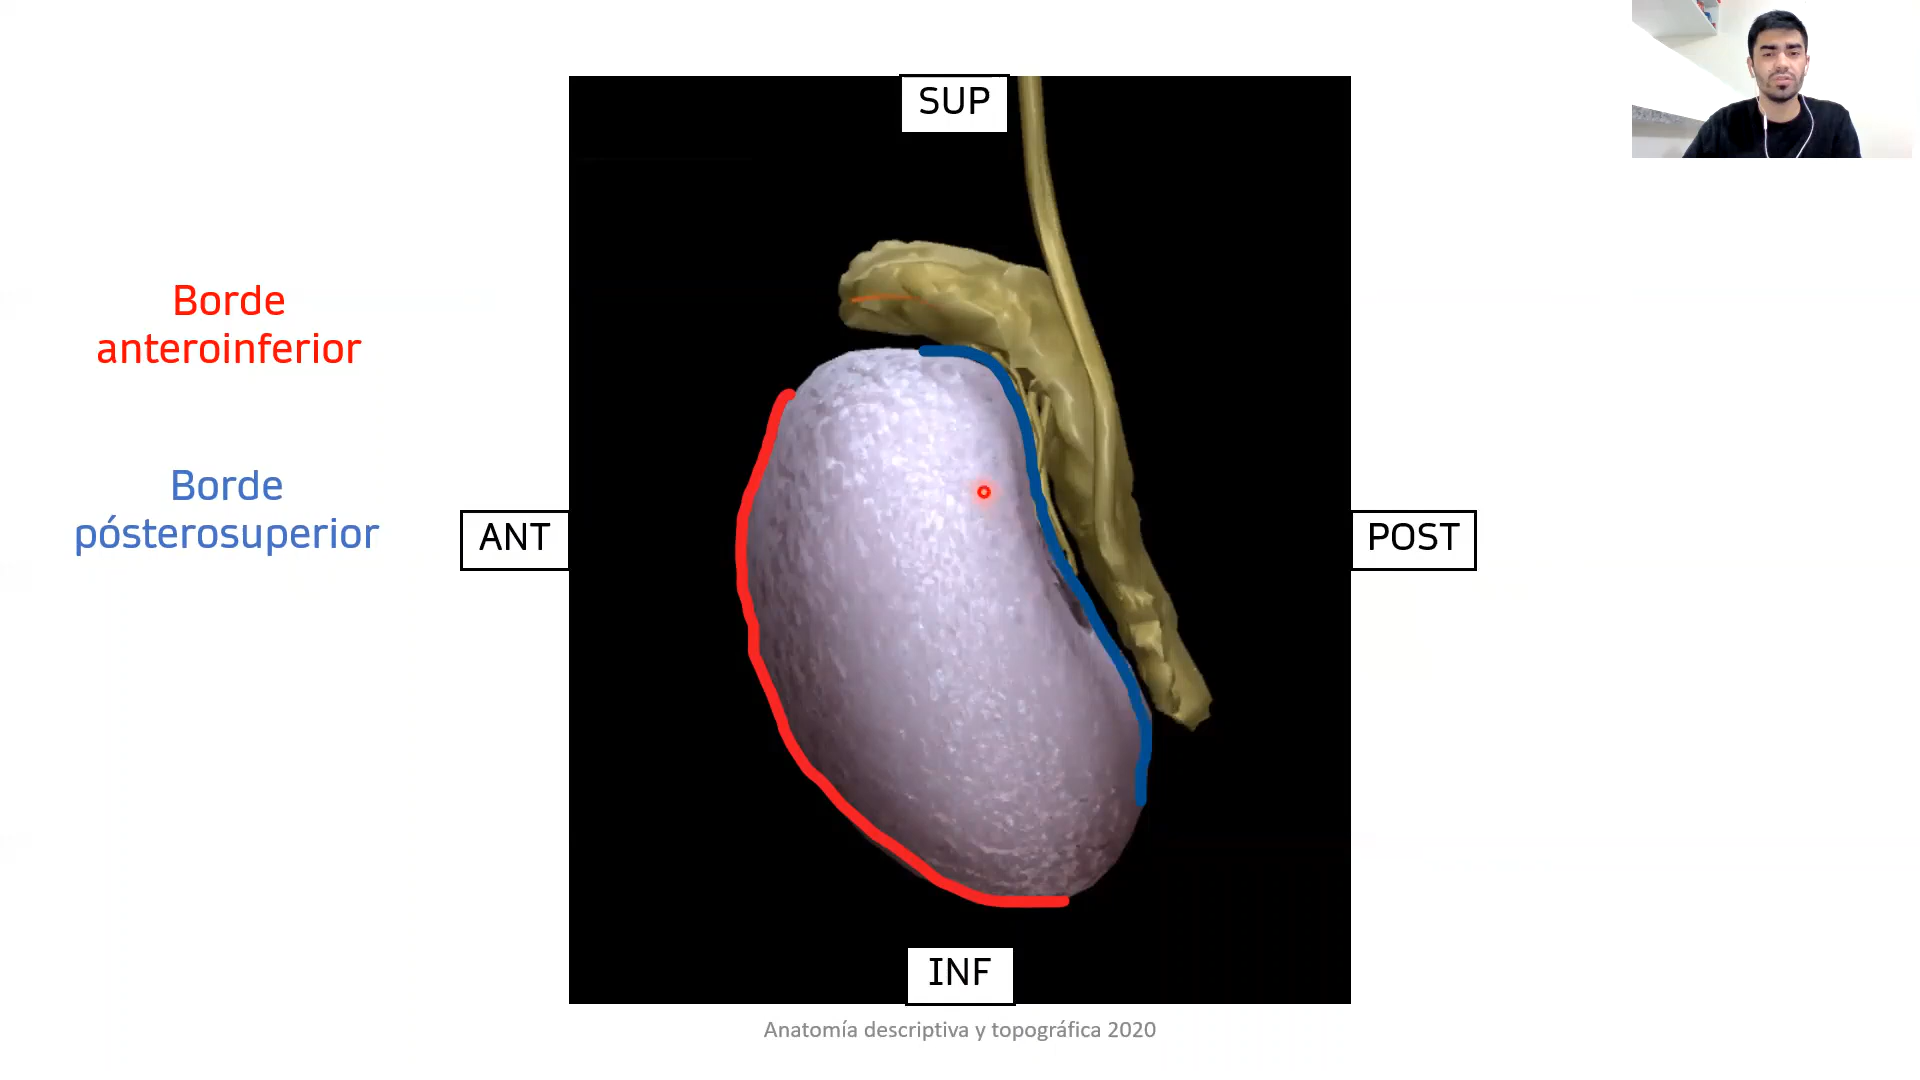 SUP
Borde
anteroinferior
Borde
pósterosuperior
ANT
POST
INF
Anatomía descriptiva y topográfica 2020